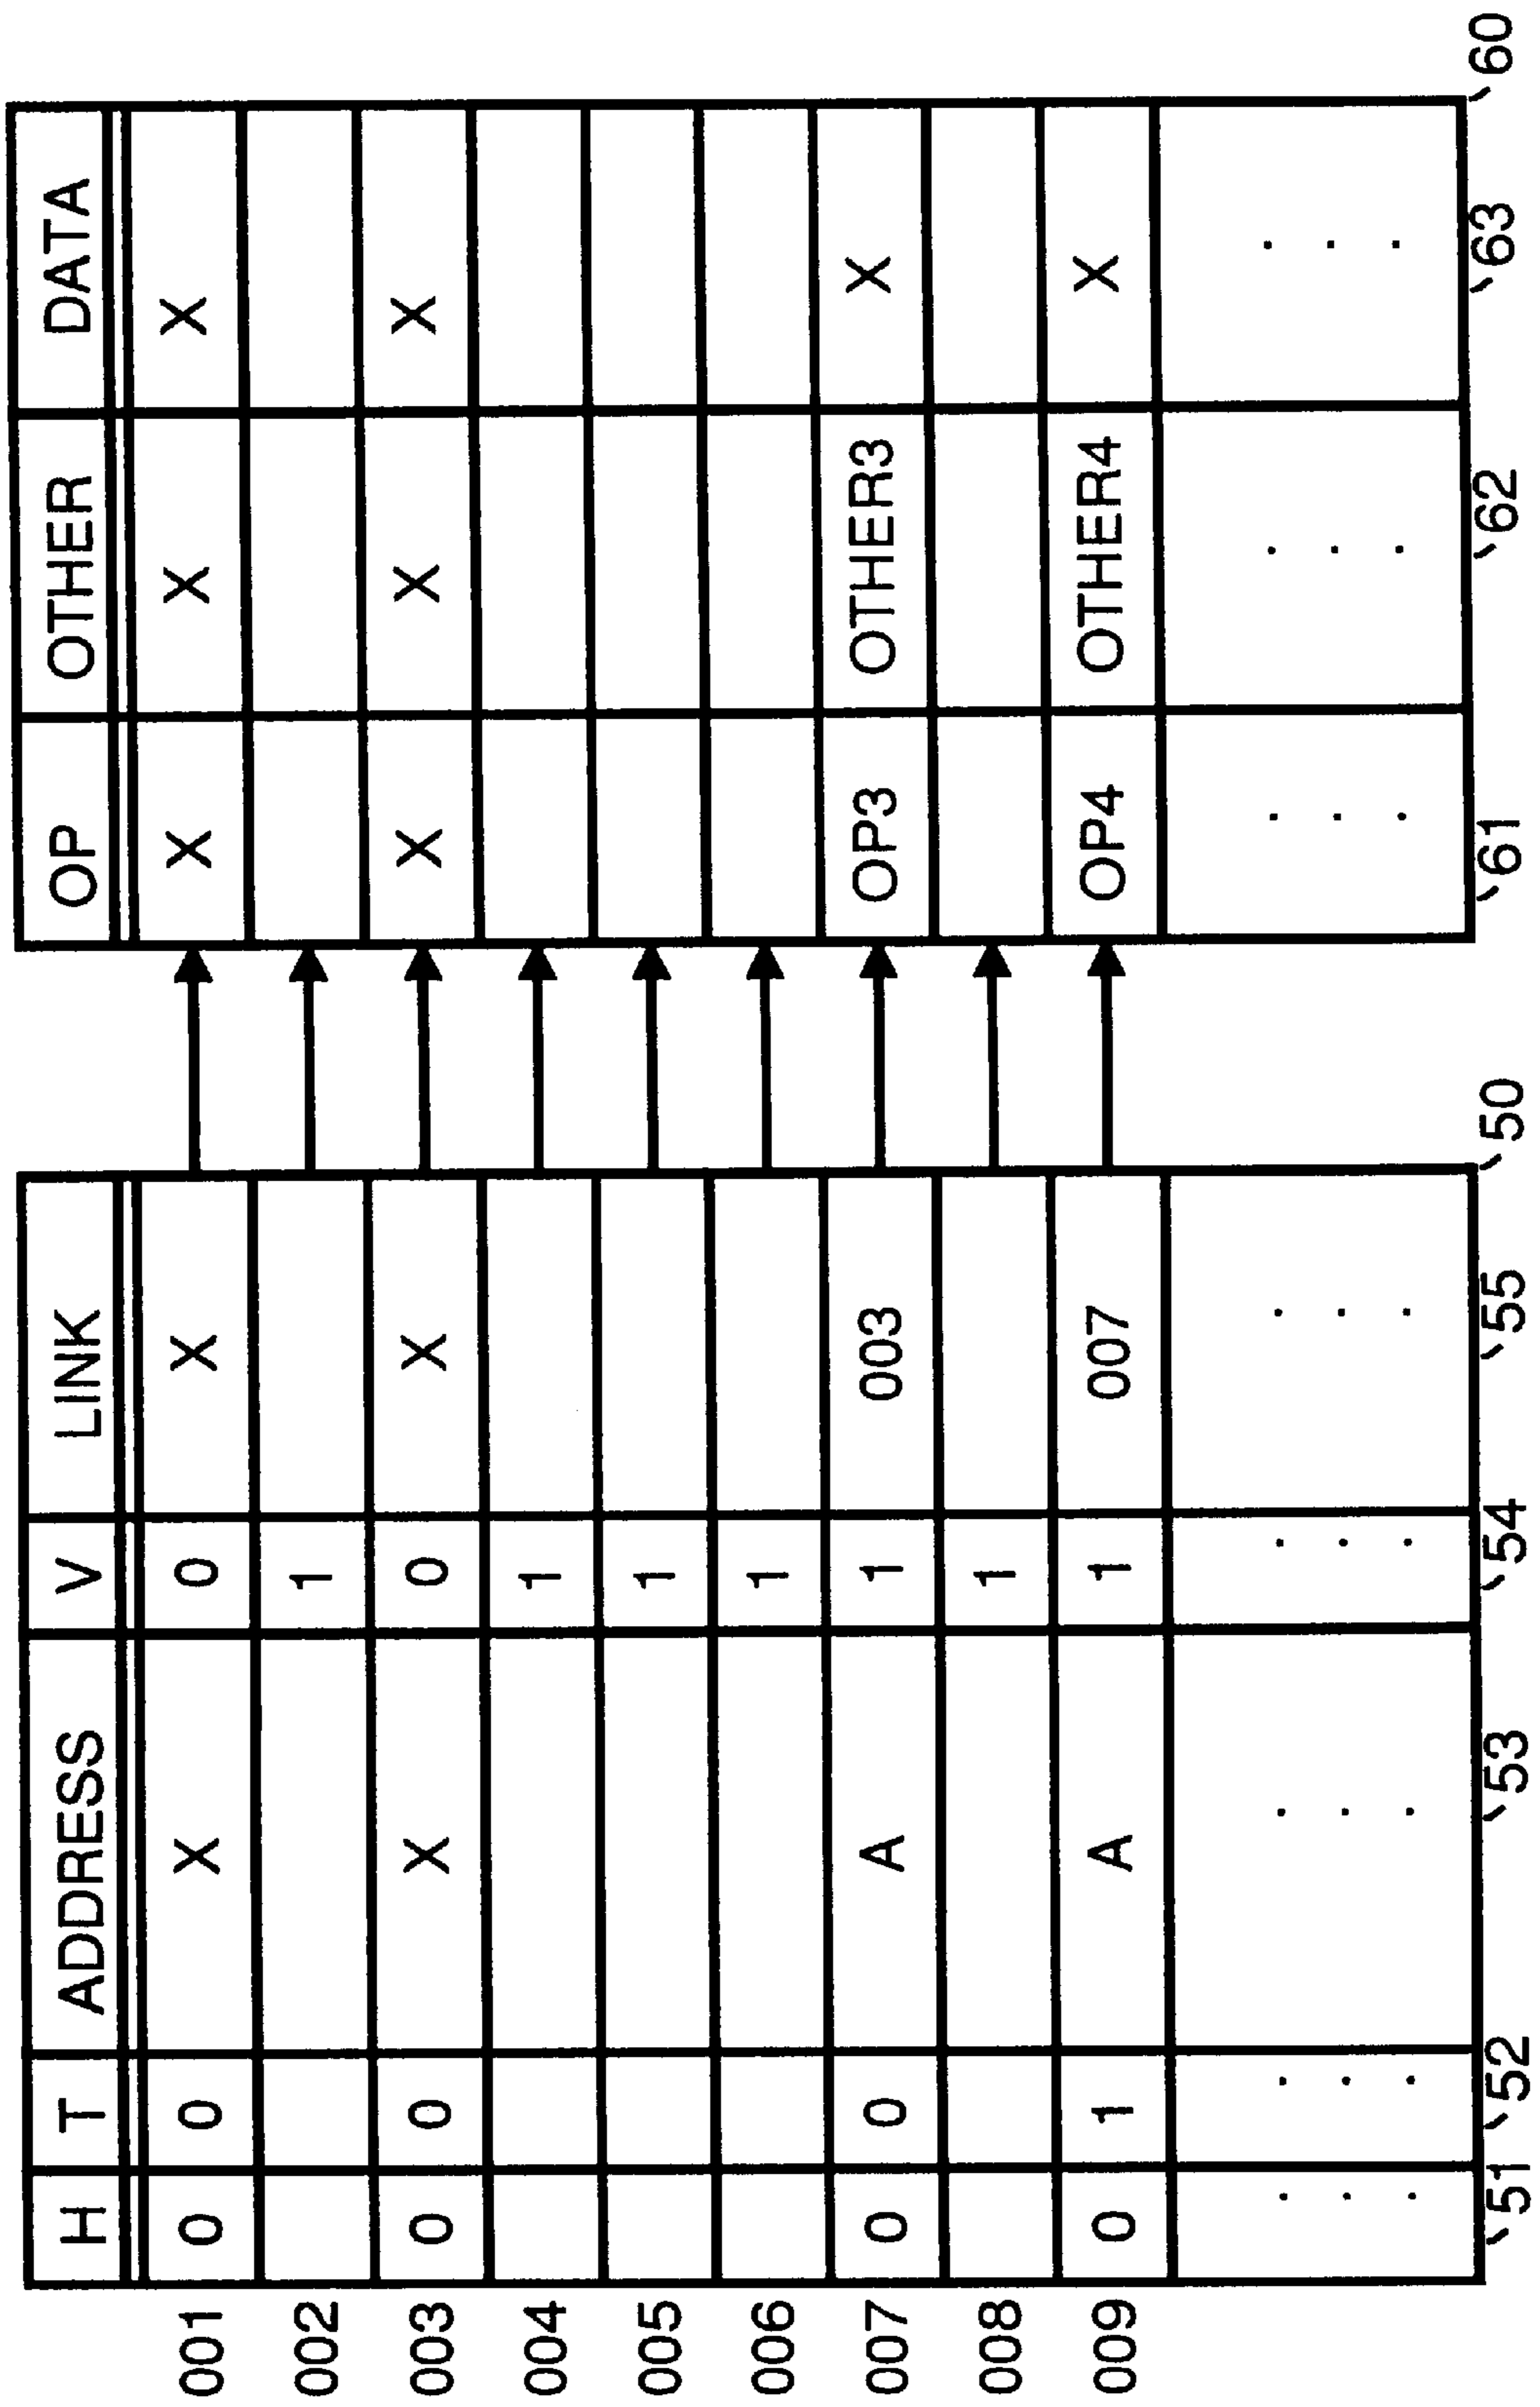 H T ADDRESS V LINK OP OTHER DATA
001 0 0 X 0 X X X X
002 1
003 0 0 X 0 X X X X
004 1
005 1
006 1
007 0 0 A 1 003 OP3 OTHER3 X
008 1
009 0 1 A 1 007 OP4 OTHER4 X
51 52 53 54 55 50 61 62 63 60